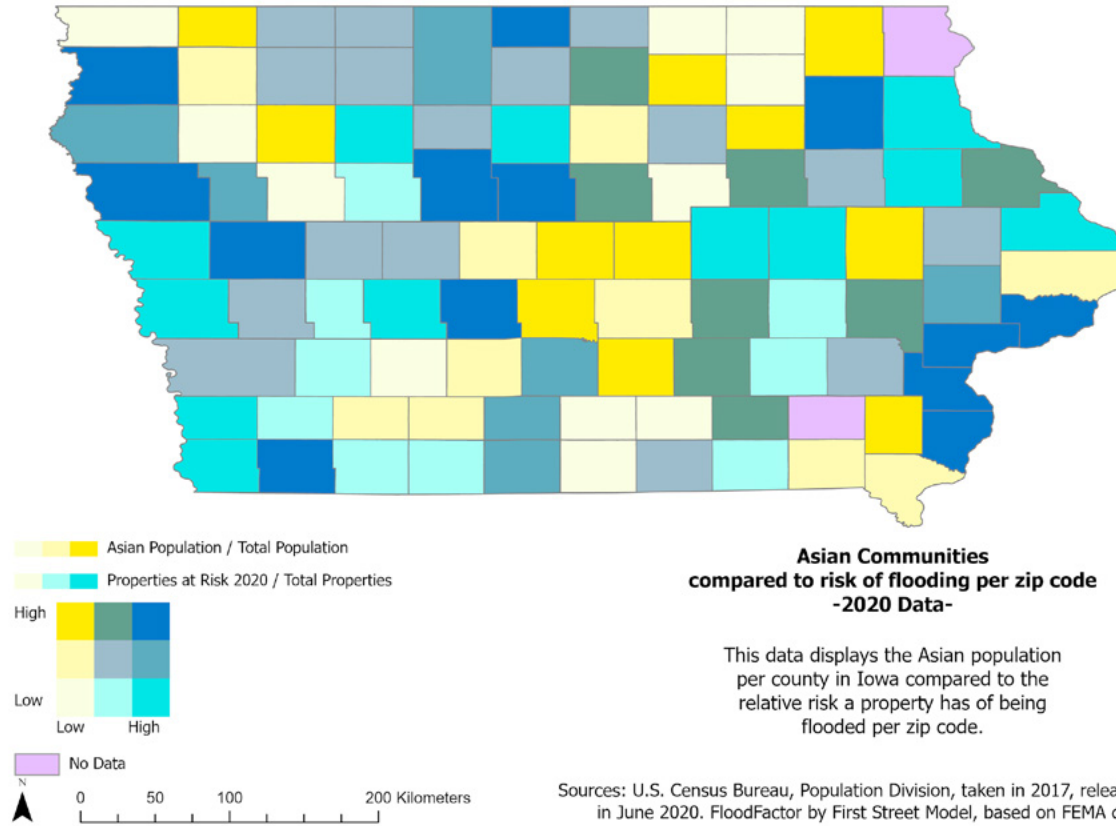 Asian Population / Total Population
Properties at Risk 2020 / Total Properties
High
Low
Low High
No Data
N
0 50 100 200 Kilometers
Asian Communities
compared to risk of flooding per zip code
-2020 Data-
This data displays the Asian population
per county in Iowa compared to the
relative risk a property has of being
flooded per zip code.
Sources: U.S. Census Bureau, Population Division, taken in 2017,
in June 2020. FloodFactor by First Street Model, based on FEMA